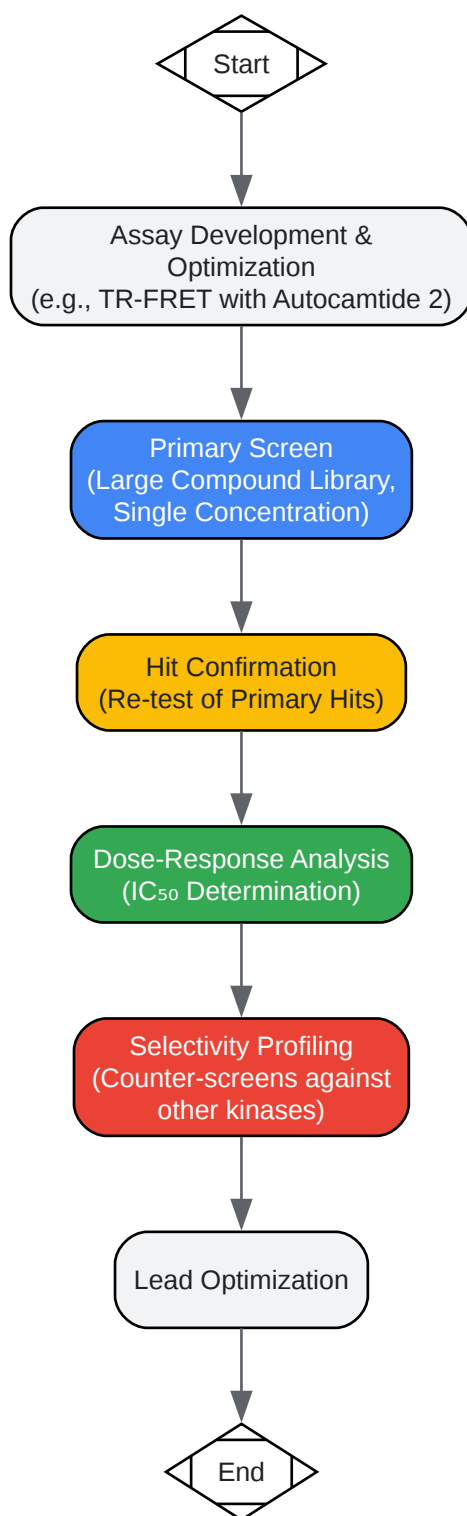 Start
Assay Development &
Optimization
(e.g., TR-FRET with Autocamtide 2)
Primary Screen
(Large Compound Library,
Single Concentration)
Hit Confirmation
(Re-test of Primary Hits)
Dose-Response Analysis
(IC₅₀ Determination)
Selectivity Profiling
(Counter-screens against
other kinases)
Lead Optimization
End